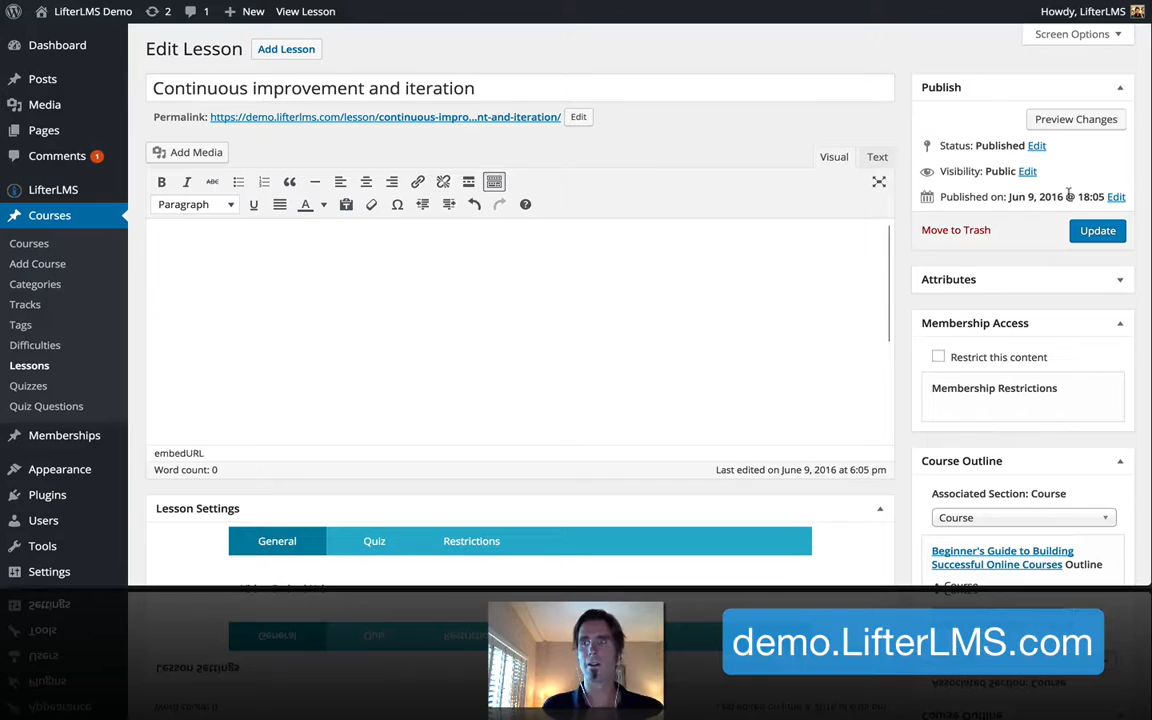 LifterLMS Demo 2 1 New View Lesson Howdy, LifterLMS
Dashboard
Posts
Media
Pages
Comments 1
LifterLMS
Courses
Courses
Add Course
Categories
Tracks
Tags
Difficulties
Lessons
Quizzes
Quiz Questions
Memberships
Appearance
Plugins
Users
Tools
Settings
Screen Options
Edit Lesson Add Lesson
Continuous improvement and iteration
Permalink: https://demo.lifterlms.com/lesson/continuous-impro...nt-and-iteration/ Edit
Add Media Visual Text
B I ABC
Paragraph U A
embedURL
Word count: 0 Last edited on June 9, 2016 at 6:05 pm
Lesson Settings
General Quiz Restrictions
Publish
Preview Changes
Status: Published Edit
Visibility: Public Edit
Published on: Jun 9, 2016 @ 18:05 Edit
Move to Trash Update
Attributes
Membership Access
Restrict this content
Membership Restrictions
Course Outline
Associated Section: Course
Course
Beginner's Guide to Building
Successful Online Courses Outline
demo.LifterLMS.com